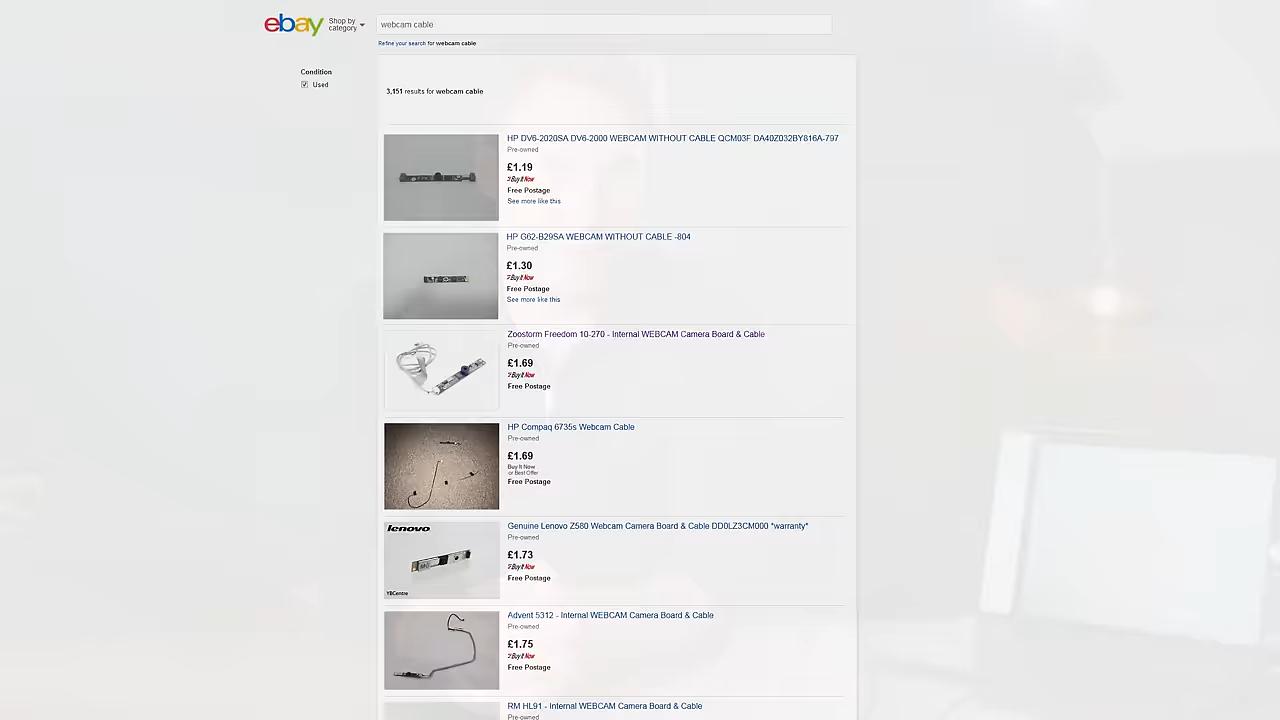 ebay
Shop by
category
webcam cable
Refine your search for webcam cable
Condition
Used
3,151 results for webcam cable
HP DV6-2020SA DV6-2000 WEBCAM WITHOUT CABLE QCM03F DA40Z032BY816A-797
Pre-owned
£1.19
Buy It Now
Free Postage
See more like this
HP G62-B29SA WEBCAM WITHOUT CABLE -804
Pre-owned
£1.30
Buy It Now
Free Postage
See more like this
Zoostorm Freedom 10-270 - Internal WEBCAM Camera Board & Cable
Pre-owned
£1.69
Buy It Now
Free Postage
HP Compaq 6735s Webcam Cable
Pre-owned
£1.69
Buy It Now
or Best Offer
Free Postage
lenovo
YBCentre
Genuine Lenovo Z580 Webcam Camera Board & Cable DD0LZ3CM000 *warranty*
Pre-owned
£1.73
Buy It Now
Free Postage
Advent 5312 - Internal WEBCAM Camera Board & Cable
Pre-owned
£1.75
Buy It Now
Free Postage
RM HL91 - Internal WEBCAM Camera Board & Cable
Pre-owned